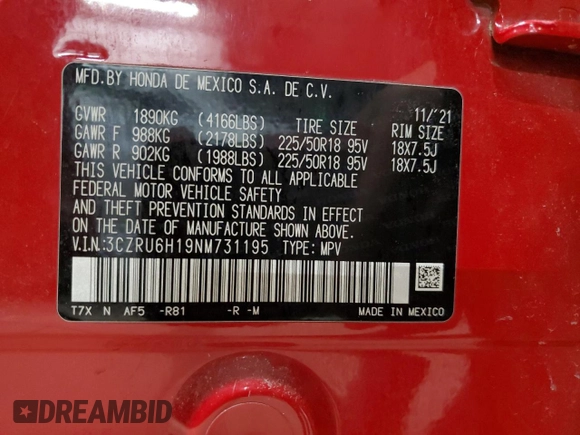 MFD.BY HONDA DE MEXICO S.A. DE C.V.
11/'21
GVWR 1890KG (4166LBS) TIRE SIZE RIM SIZE
GAWR F 988KG (2178LBS) 225/50R18 95V 18X7.5J
GAWR R 902KG (1988LBS) 225/50R18 95V 18X7.5J
THIS VEHICLE CONFORMS TO ALL APPLICABLE
FEDERAL MOTOR VEHICLE SAFETY
AND THEFT PREVENTION STANDARDS IN EFFECT
ON THE DATE OF MANUFACTURE SHOWN ABOVE.
V.I.N.:3CZRU6H19NM731195 TYPE: MPV
T7X N AF5 -R81 -R -M MADE IN MEXICO
DREAMBID